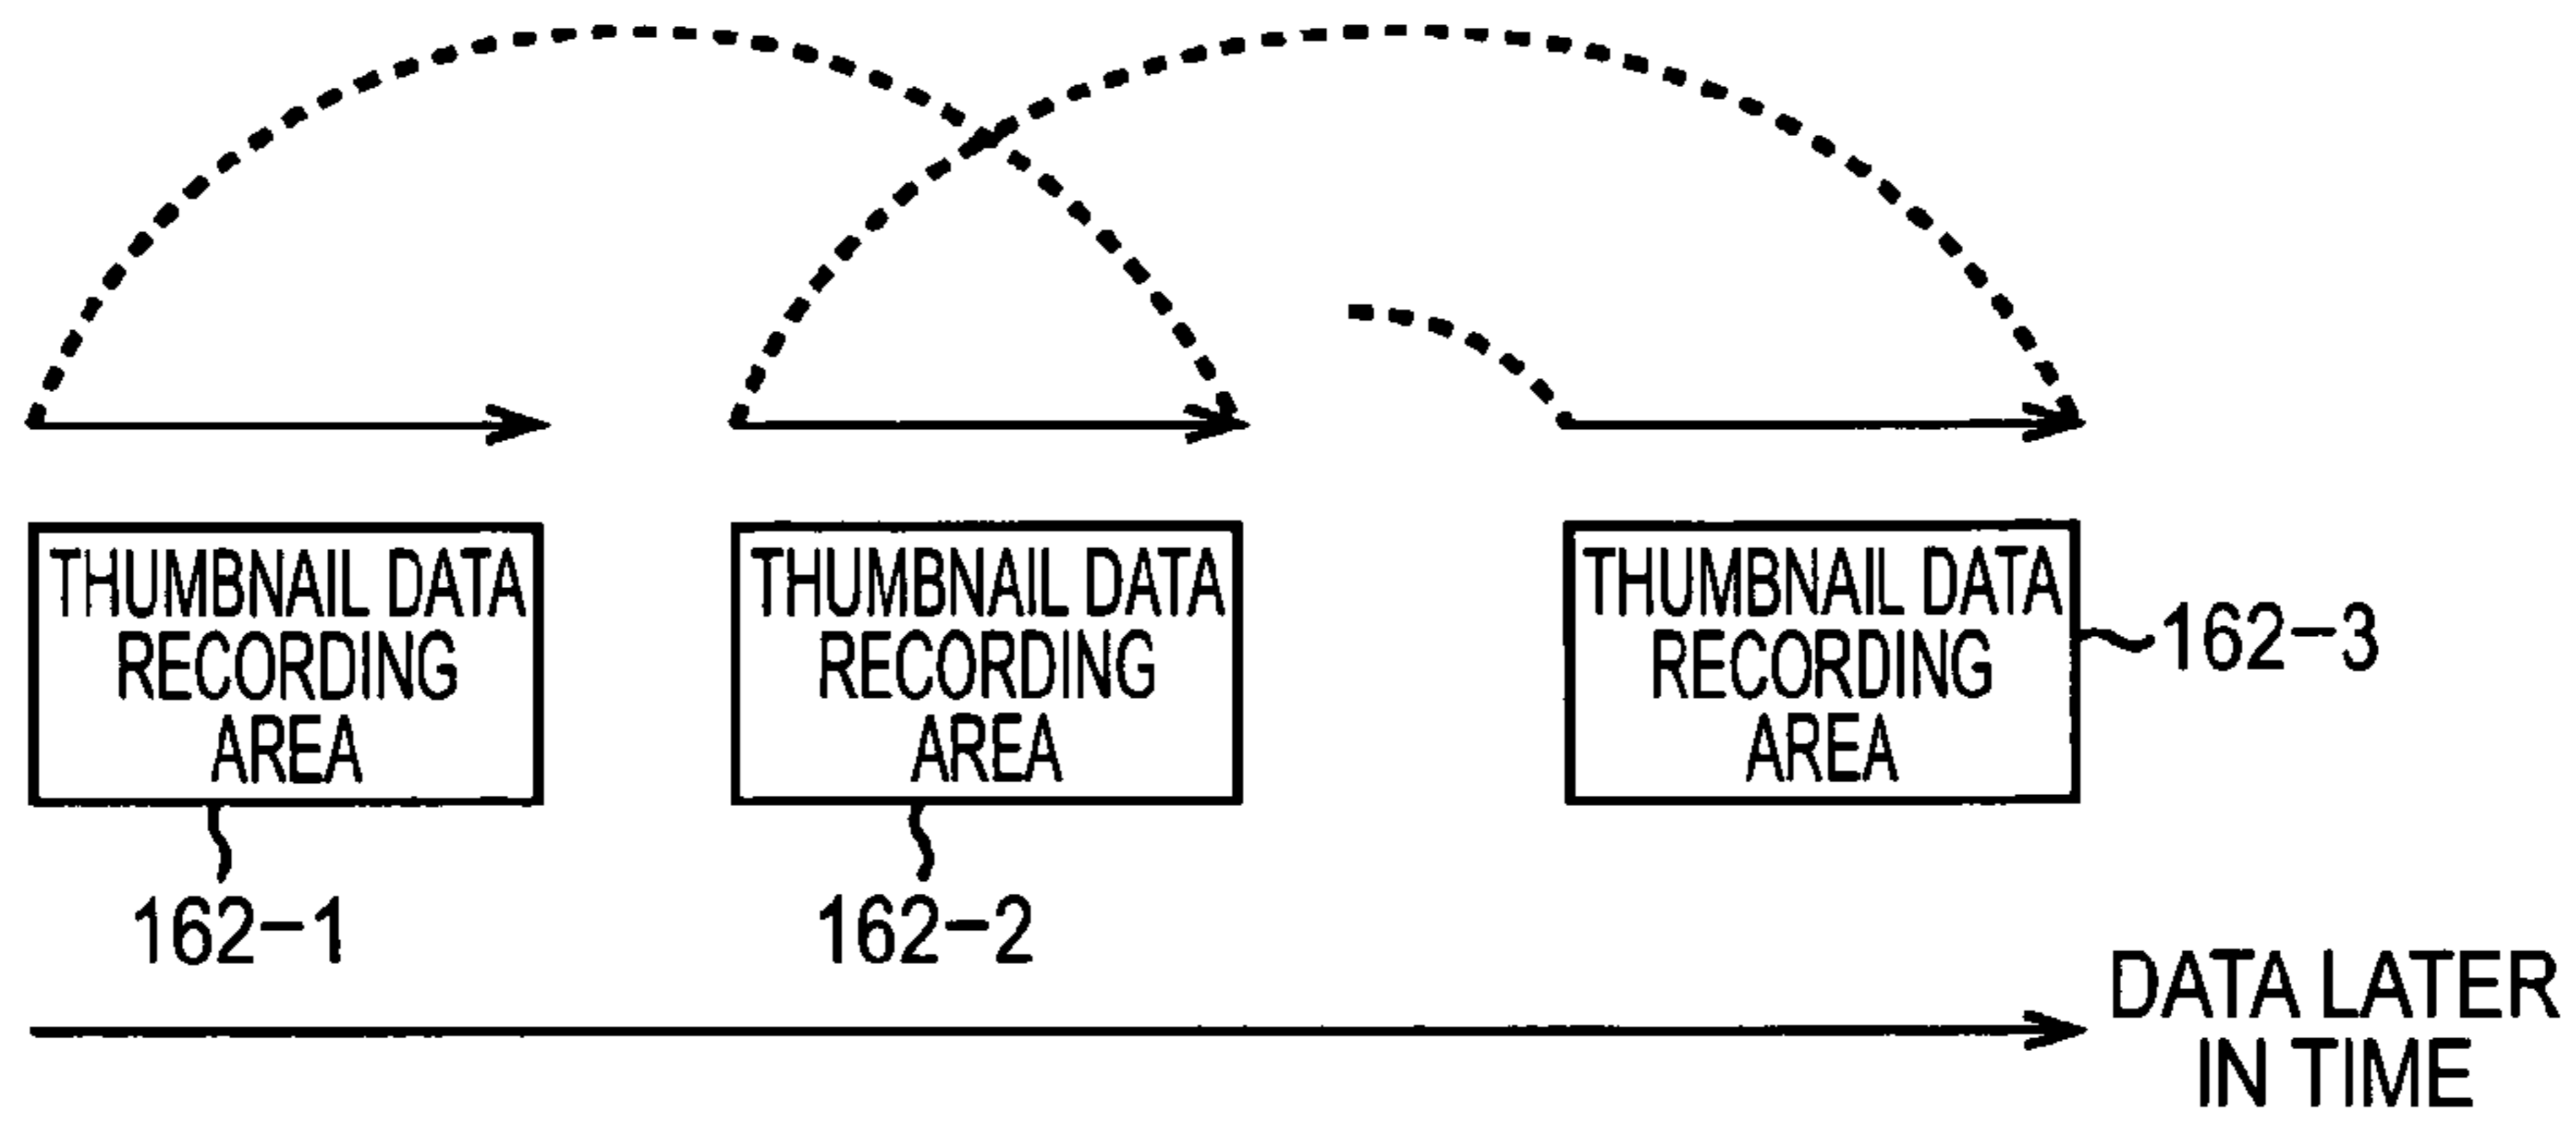 THUMBNAIL DATA
RECORDING
AREA
162-1
THUMBNAIL DATA
RECORDING
AREA
162-2
THUMBNAIL DATA
RECORDING
AREA
162-3
DATA LATER
IN TIME